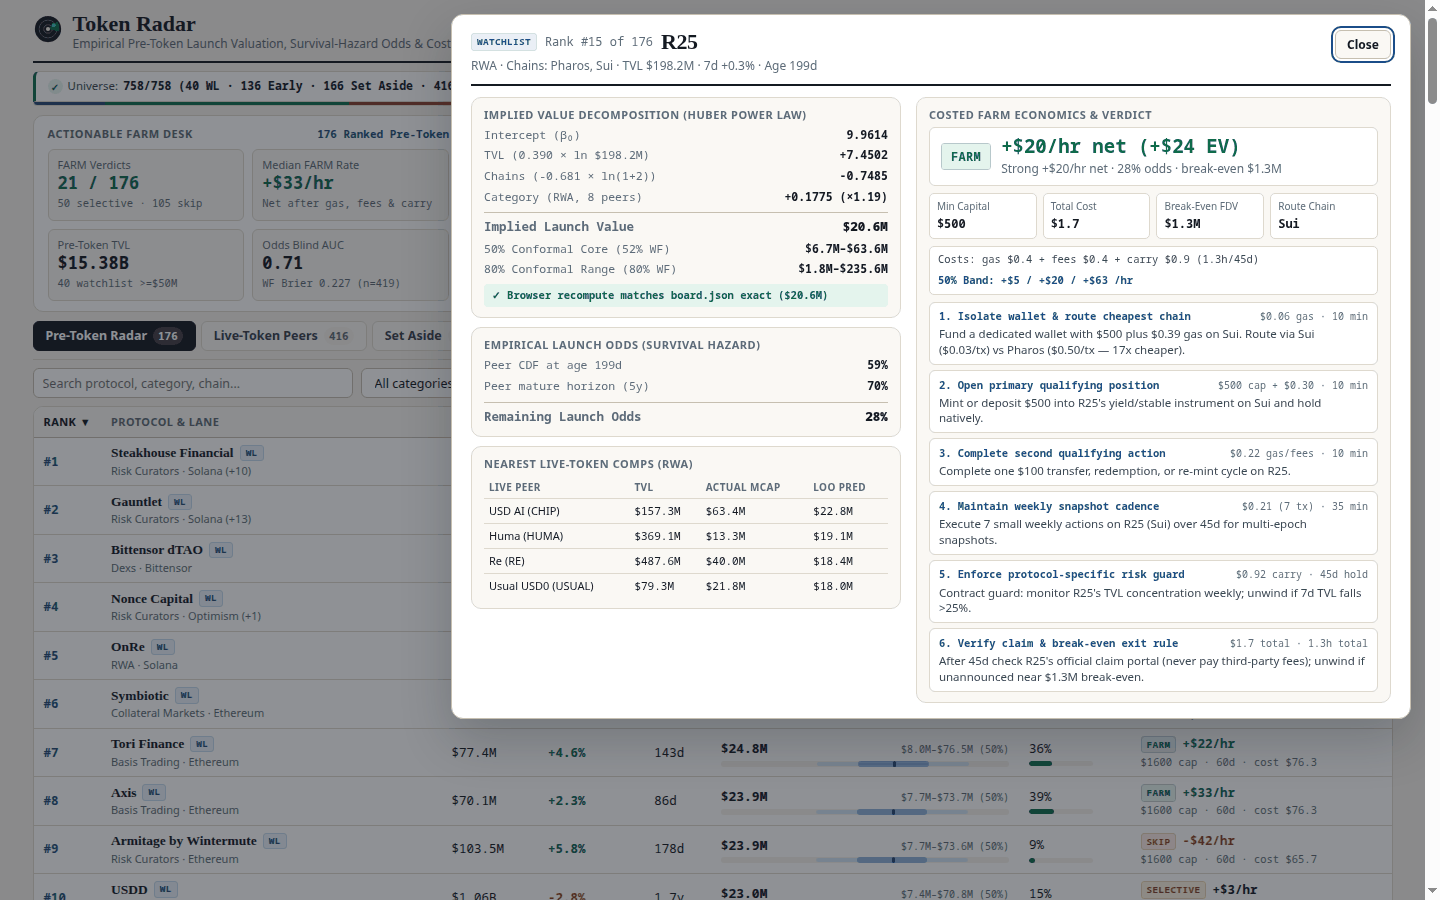 Token Radar
Empirical Pre-Token Launch Valuation, Survival-Hazard Odds & Cost
✓ Universe: 758/758 (40 WL · 136 Early · 166 Set Aside · 416
ACTIONABLE FARM DESK
176 Ranked Pre-Token
FARM Verdicts
21 / 176
50 selective · 105 skip
Median FARM Rate
+$33/hr
Net after gas, fees & carry
Pre-Token TVL
$15.38B
40 watchlist >=$50M
Odds Blind AUC
0.71
WF Brier 0.227 (n=419)
Pre-Token Radar 176
Live-Token Peers 416
Set Aside
Search protocol, category, chain...
All categories
RANK ▼ PROTOCOL & LANE
#1 Steakhouse Financial WL
Risk Curators · Solana (+10)
#2 Gauntlet WL
Risk Curators · Solana (+13)
#3 Bittensor dTAO WL
Dexs · Bittensor
#4 Nonce Capital WL
Risk Curators · Optimism (+1)
#5 OnRe WL
RWA · Solana
#6 Symbiotic WL
Collateral Markets · Ethereum
#7 Tori Finance WL
Basis Trading · Ethereum
$77.4M +4.6% 143d $24.8M $8.0M–$76.5M (50%) 36% FARM +$22/hr
$1600 cap · 60d · cost $76.3
#8 Axis WL
Basis Trading · Ethereum
$70.1M +2.3% 86d $23.9M $7.7M–$73.7M (50%) 39% FARM +$33/hr
$1600 cap · 60d · cost $76.3
#9 Armitage by Wintermute WL
Risk Curators · Ethereum
$103.5M +5.8% 178d $23.9M $7.7M–$73.6M (50%) 9% SKIP -$42/hr
$1600 cap · 60d · cost $65.7
#10 USDD WL
$1.06B -2.8% 1.7y $23.0M $7.4M–$70.8M (50%) 15% SELECTIVE +$3/hr
WATCHLIST Rank #15 of 176 R25
RWA · Chains: Pharos, Sui · TVL $198.2M · 7d +0.3% · Age 199d
Close
IMPLIED VALUE DECOMPOSITION (HUBER POWER LAW)
Intercept (β₀) 9.9614
TVL (0.390 × ln $198.2M) +7.4502
Chains (-0.681 × ln(1+2)) -0.7485
Category (RWA, 8 peers) +0.1775 (×1.19)
Implied Launch Value $20.6M
50% Conformal Core (52% WF) $6.7M–$63.6M
80% Conformal Range (80% WF) $1.8M–$235.6M
✓ Browser recompute matches board.json exact ($20.6M)
EMPIRICAL LAUNCH ODDS (SURVIVAL HAZARD)
Peer CDF at age 199d 59%
Peer mature horizon (5y) 70%
Remaining Launch Odds 28%
NEAREST LIVE-TOKEN COMPS (RWA)
LIVE PEER TVL ACTUAL MCAP LOO PRED
USD AI (CHIP) $157.3M $63.4M $22.8M
Huma (HUMA) $369.1M $13.3M $19.1M
Re (RE) $487.6M $40.0M $18.4M
Usual USD0 (USUAL) $79.3M $21.8M $18.0M
COSTED FARM ECONOMICS & VERDICT
FARM +$20/hr net (+$24 EV)
Strong +$20/hr net · 28% odds · break-even $1.3M
Min Capital
$500
Total Cost
$1.7
Break-Even FDV
$1.3M
Route Chain
Sui
Costs: gas $0.4 + fees $0.4 + carry $0.9 (1.3h/45d)
50% Band: +$5 / +$20 / +$63 /hr
1. Isolate wallet & route cheapest chain $0.06 gas · 10 min
Fund a dedicated wallet with $500 plus $0.39 gas on Sui. Route via Sui
($0.03/tx) vs Pharos ($0.50/tx — 17x cheaper).
2. Open primary qualifying position $500 cap + $0.30 · 10 min
Mint or deposit $500 into R25's yield/stable instrument on Sui and hold
natively.
3. Complete second qualifying action $0.22 gas/fees · 10 min
Complete one $100 transfer, redemption, or re-mint cycle on R25.
4. Maintain weekly snapshot cadence $0.21 (7 tx) · 35 min
Execute 7 small weekly actions on R25 (Sui) over 45d for multi-epoch
snapshots.
5. Enforce protocol-specific risk guard $0.92 carry · 45d hold
Contract guard: monitor R25's TVL concentration weekly; unwind if 7d TVL falls
>25%.
6. Verify claim & break-even exit rule $1.7 total · 1.3h total
After 45d check R25's official claim portal (never pay third-party fees); unwind if
unannounced near $1.3M break-even.